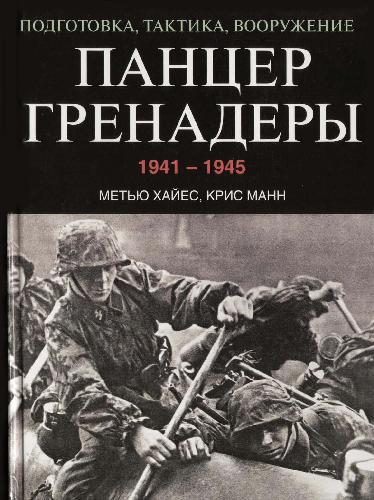 ПОДГОТОВКА, ТАКТИКА, ВООРУЖЕНИЕ
ПАНЦЕР
ГРЕНАДЕРЫ
1941 – 1945
МЕТЬЮ ХАЙЕС, КРИС МАНН